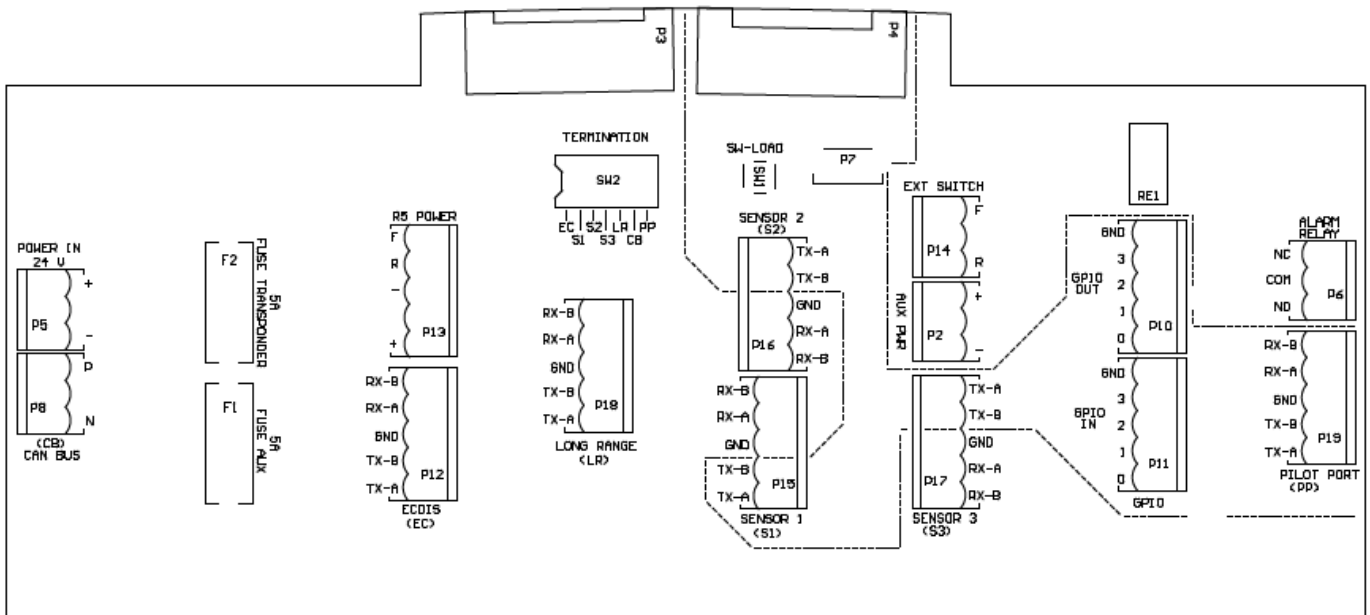 P3
P4
TERMINATION
SW2
EC
S1
S2
S3
LR
CB
PP
SW-LOAD
SW1
P7
RE1
POWER IN
24 V
+
-
P5
P
N
P8
(CB)
CAN BUS
F2
5A
FUSE TRANSPONDER
F1
5A
FUSE AUX
R5 POWER
F
R
-
+
P13
RX-B
RX-A
GND
TX-B
TX-A
P12
ECDIS
(EC)
RX-B
RX-A
GND
TX-B
TX-A
P18
LONG RANGE
(LR)
SENSOR 2
(S2)
TX-A
TX-B
GND
RX-A
RX-B
P16
RX-B
RX-A
GND
TX-B
TX-A
P15
SENSOR 1
(S1)
EXT SWITCH
F
R
P14
AUX PWR
+
-
P2
TX-A
TX-B
GND
RX-A
RX-B
P17
SENSOR 3
(S3)
GPIO
OUT
GND
3
2
1
0
P10
GPIO
IN
GND
3
2
1
0
P11
GPIO
ALARM
RELAY
NC
COM
NO
P6
RX-B
RX-A
GND
TX-B
TX-A
P19
PILOT PORT
(PP)